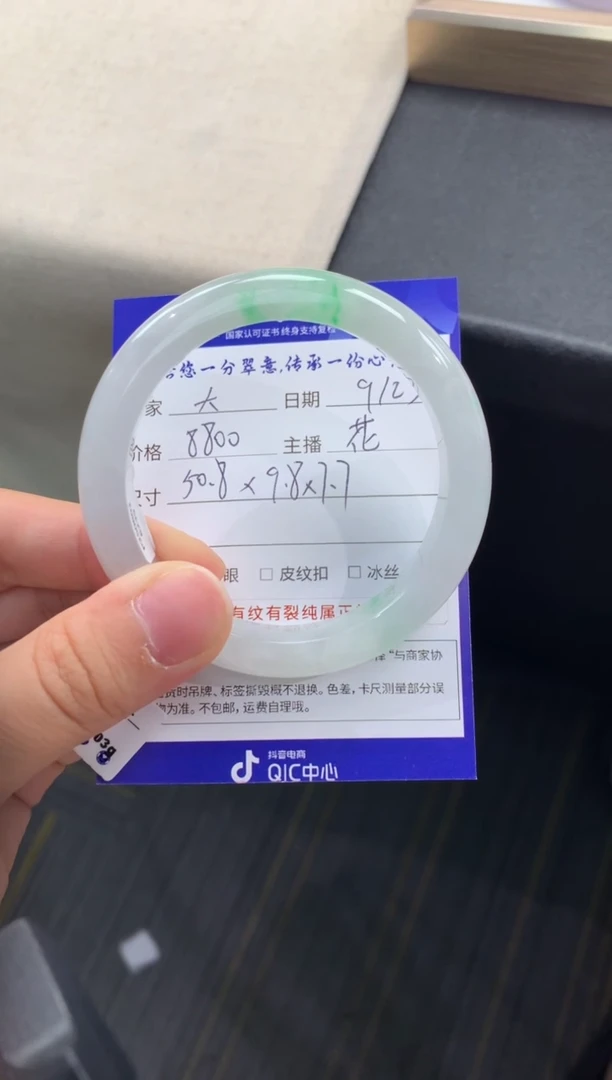 国家认可证书 终身支持复检
您一分翠意,传承一份心
家 大 日期 9/23
价格 8800 主播 花
尺寸 50.8×9.8×7.7
眼 □ 皮纹扣 □ 冰丝
有纹有裂纯属正
"与商家协
货时吊牌、标签撕毁概不退换。色差,卡尺测量部分误
为准。不包邮,运费自理哦。
03g
抖音电商
QIC中心